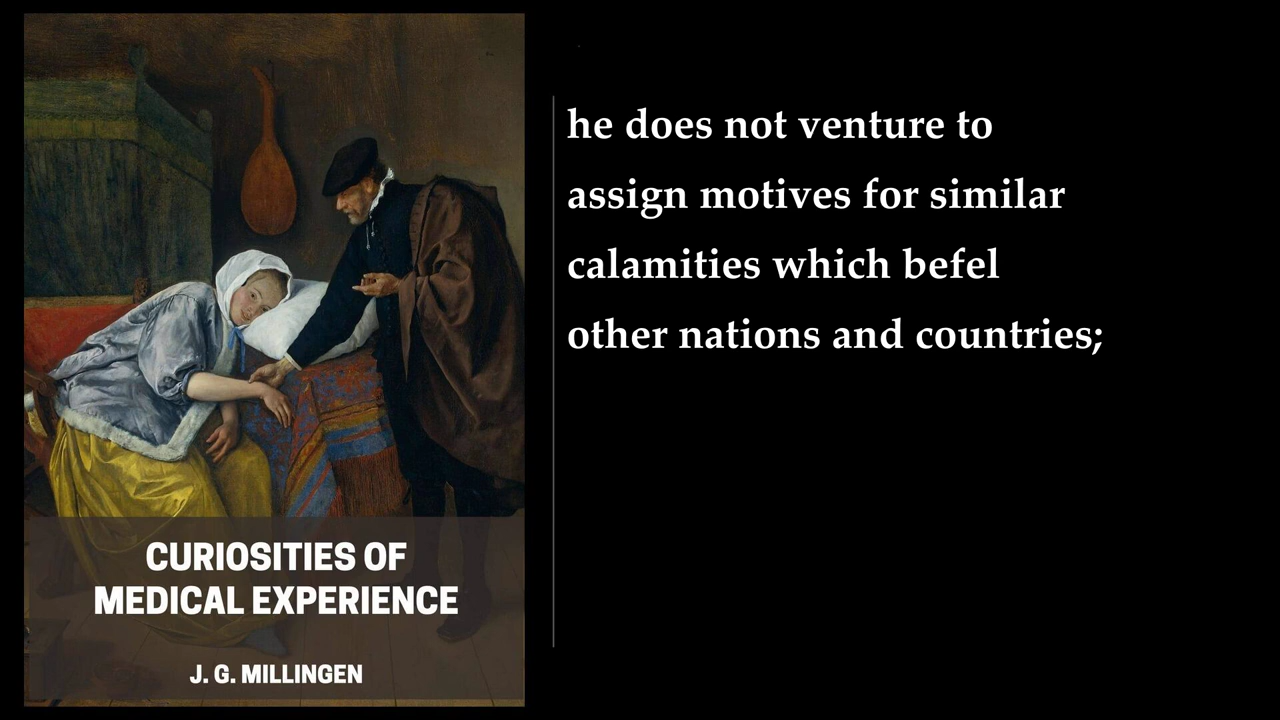 he does not venture to
assign motives for similar
calamities which befel
other nations and countries;
CURIOSITIES OF
MEDICAL EXPERIENCE
J. G. MILLINGEN